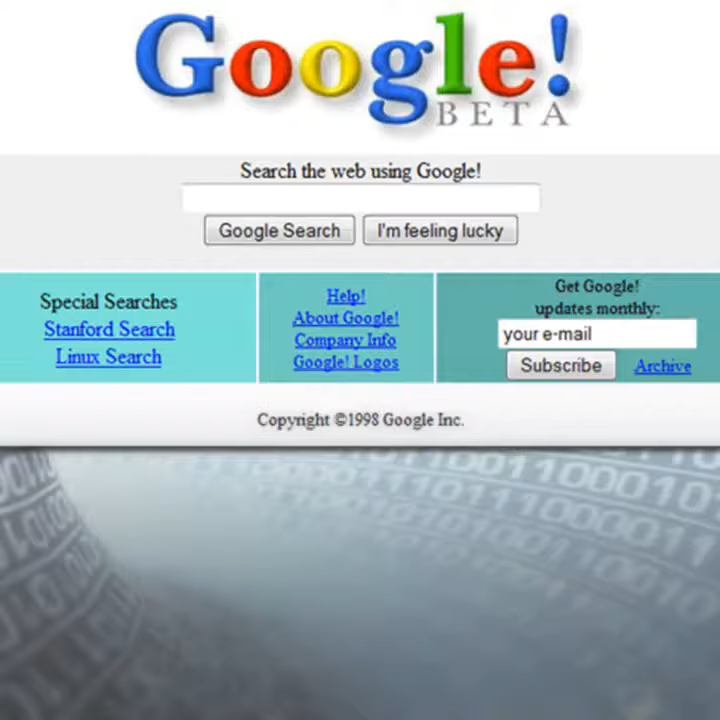 Google!
BETA
Search the web using Google!
Google Search
I'm feeling lucky
Special Searches
Stanford Search
Linux Search
Help!
About Google!
Company Info
Google! Logos
Get Google!
updates monthly:
your e-mail
Subscribe
Archive
Copyright ©1998 Google Inc.